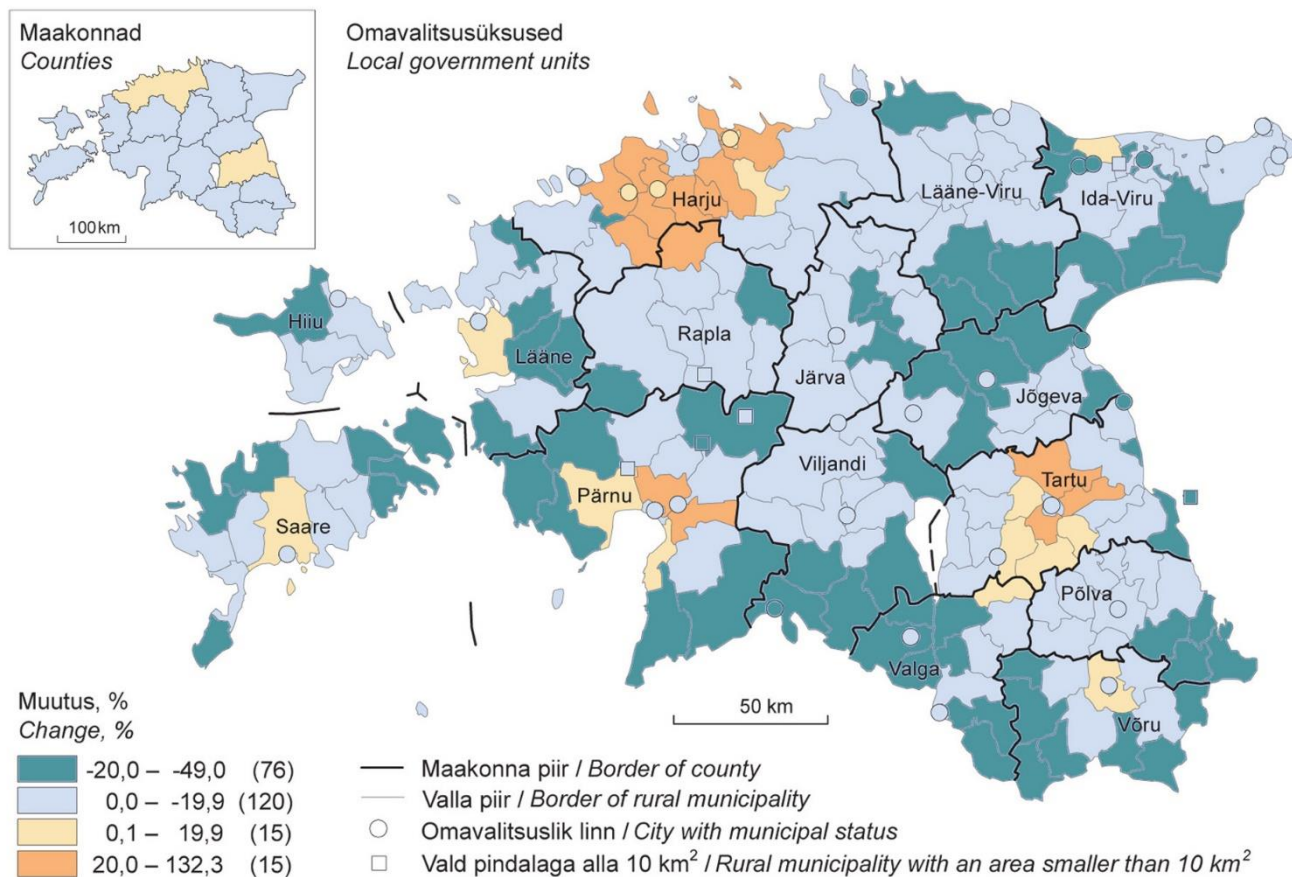 Maakonnad
Counties
100 km
Omavalitsusüksused
Local government units
Harju
Lääne-Viru
Ida-Viru
Hiiu
Lääne
Rapla
Järva
Jõgeva
Saare
Pärnu
Viljandi
Tartu
Põlva
Valga
Võru
50 km
Muutus, %
Change, %
-20,0 – -49,0 (76)
0,0 – -19,9 (120)
0,1 – 19,9 (15)
20,0 – 132,3 (15)
Maakonna piir / Border of county
Valla piir / Border of rural municipality
Omavalitsuslik linn / City with municipal status
Vald pindalaga alla 10 km² / Rural municipality with an area smaller than 10 km²